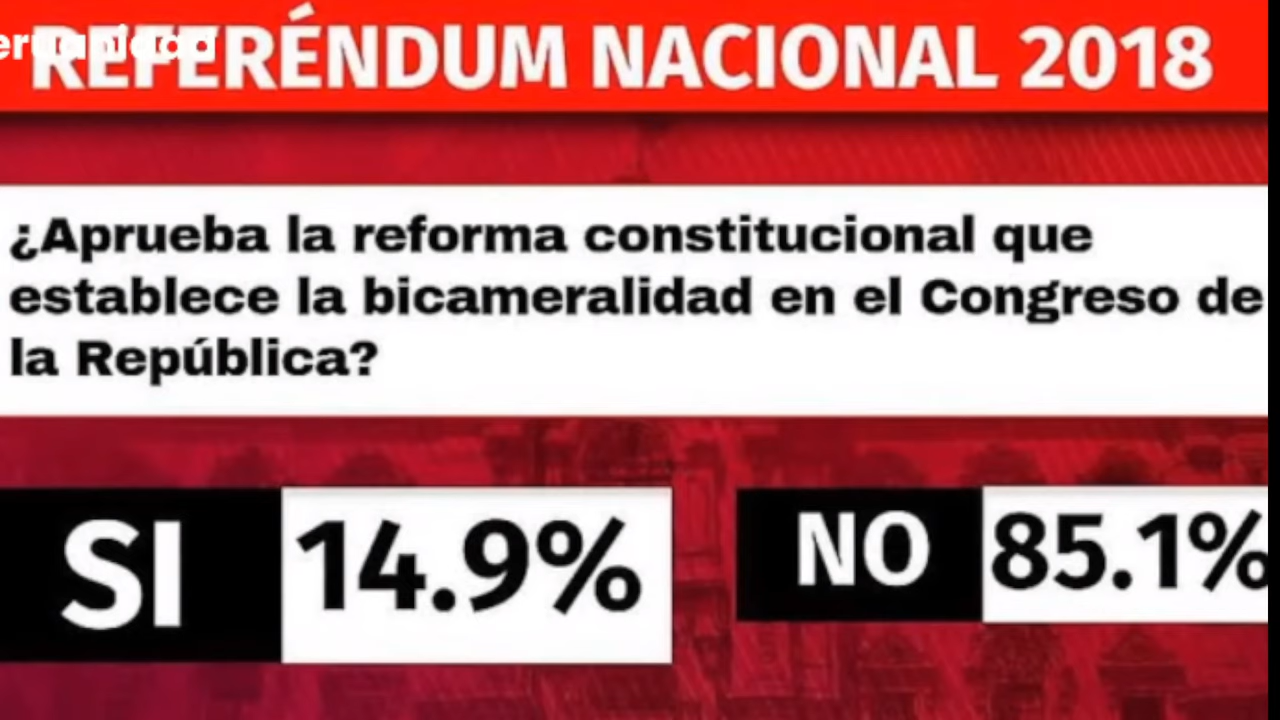 REFERÉNDUM NACIONAL 2018
¿Aprueba la reforma constitucional que
establece la bicameralidad en el Congreso de
la República?
SI 14.9% NO 85.1%